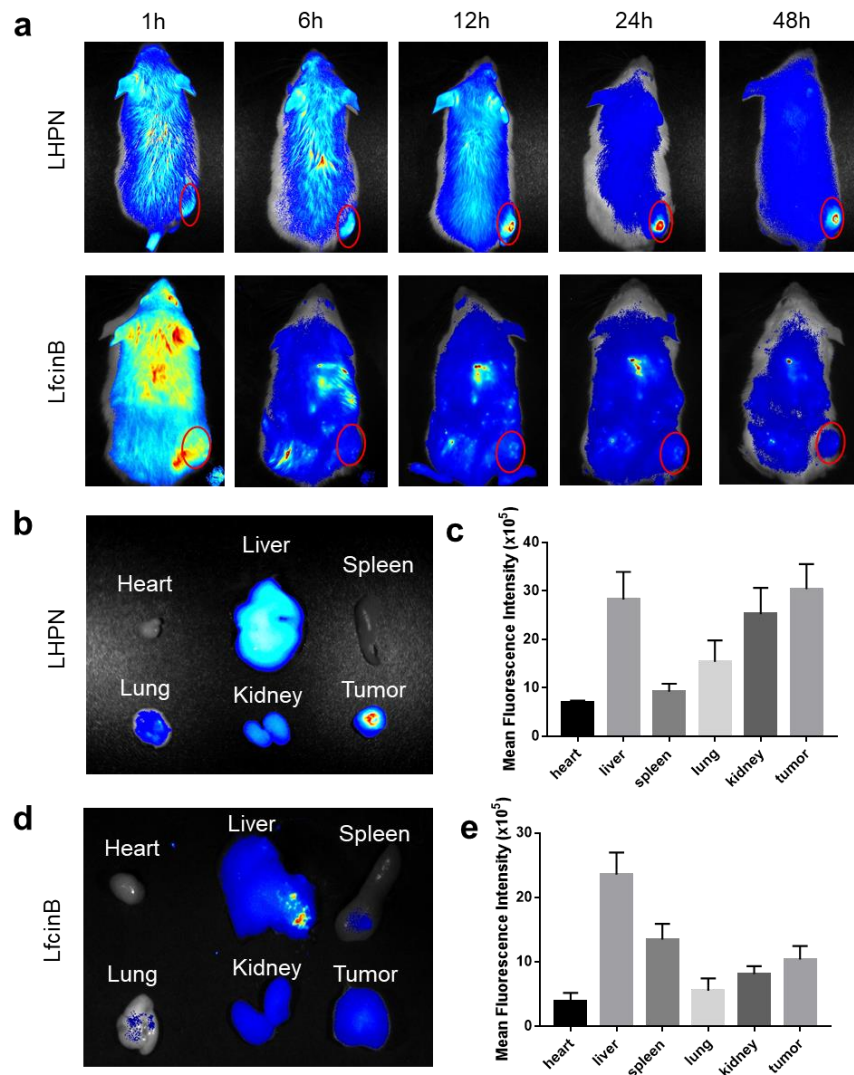 a
1h 6h 12h 24h 48h
LHPN
LfcinB
b
LHPN
Heart
Liver
Spleen
Lung
Kidney
Tumor
c
Mean Fluorescence Intensity (x10⁵)
40
30
20
10
0
heart liver spleen lung kidney tumor
d
LfcinB
Heart
Liver
Spleen
Lung
Kidney
Tumor
e
Mean Fluorescence Intensity (x10⁵)
30
20
10
0
heart liver spleen lung kidney tumor